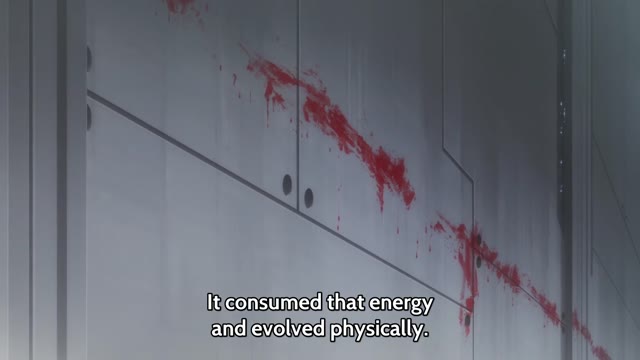 It consumed that energy
and evolved physically.